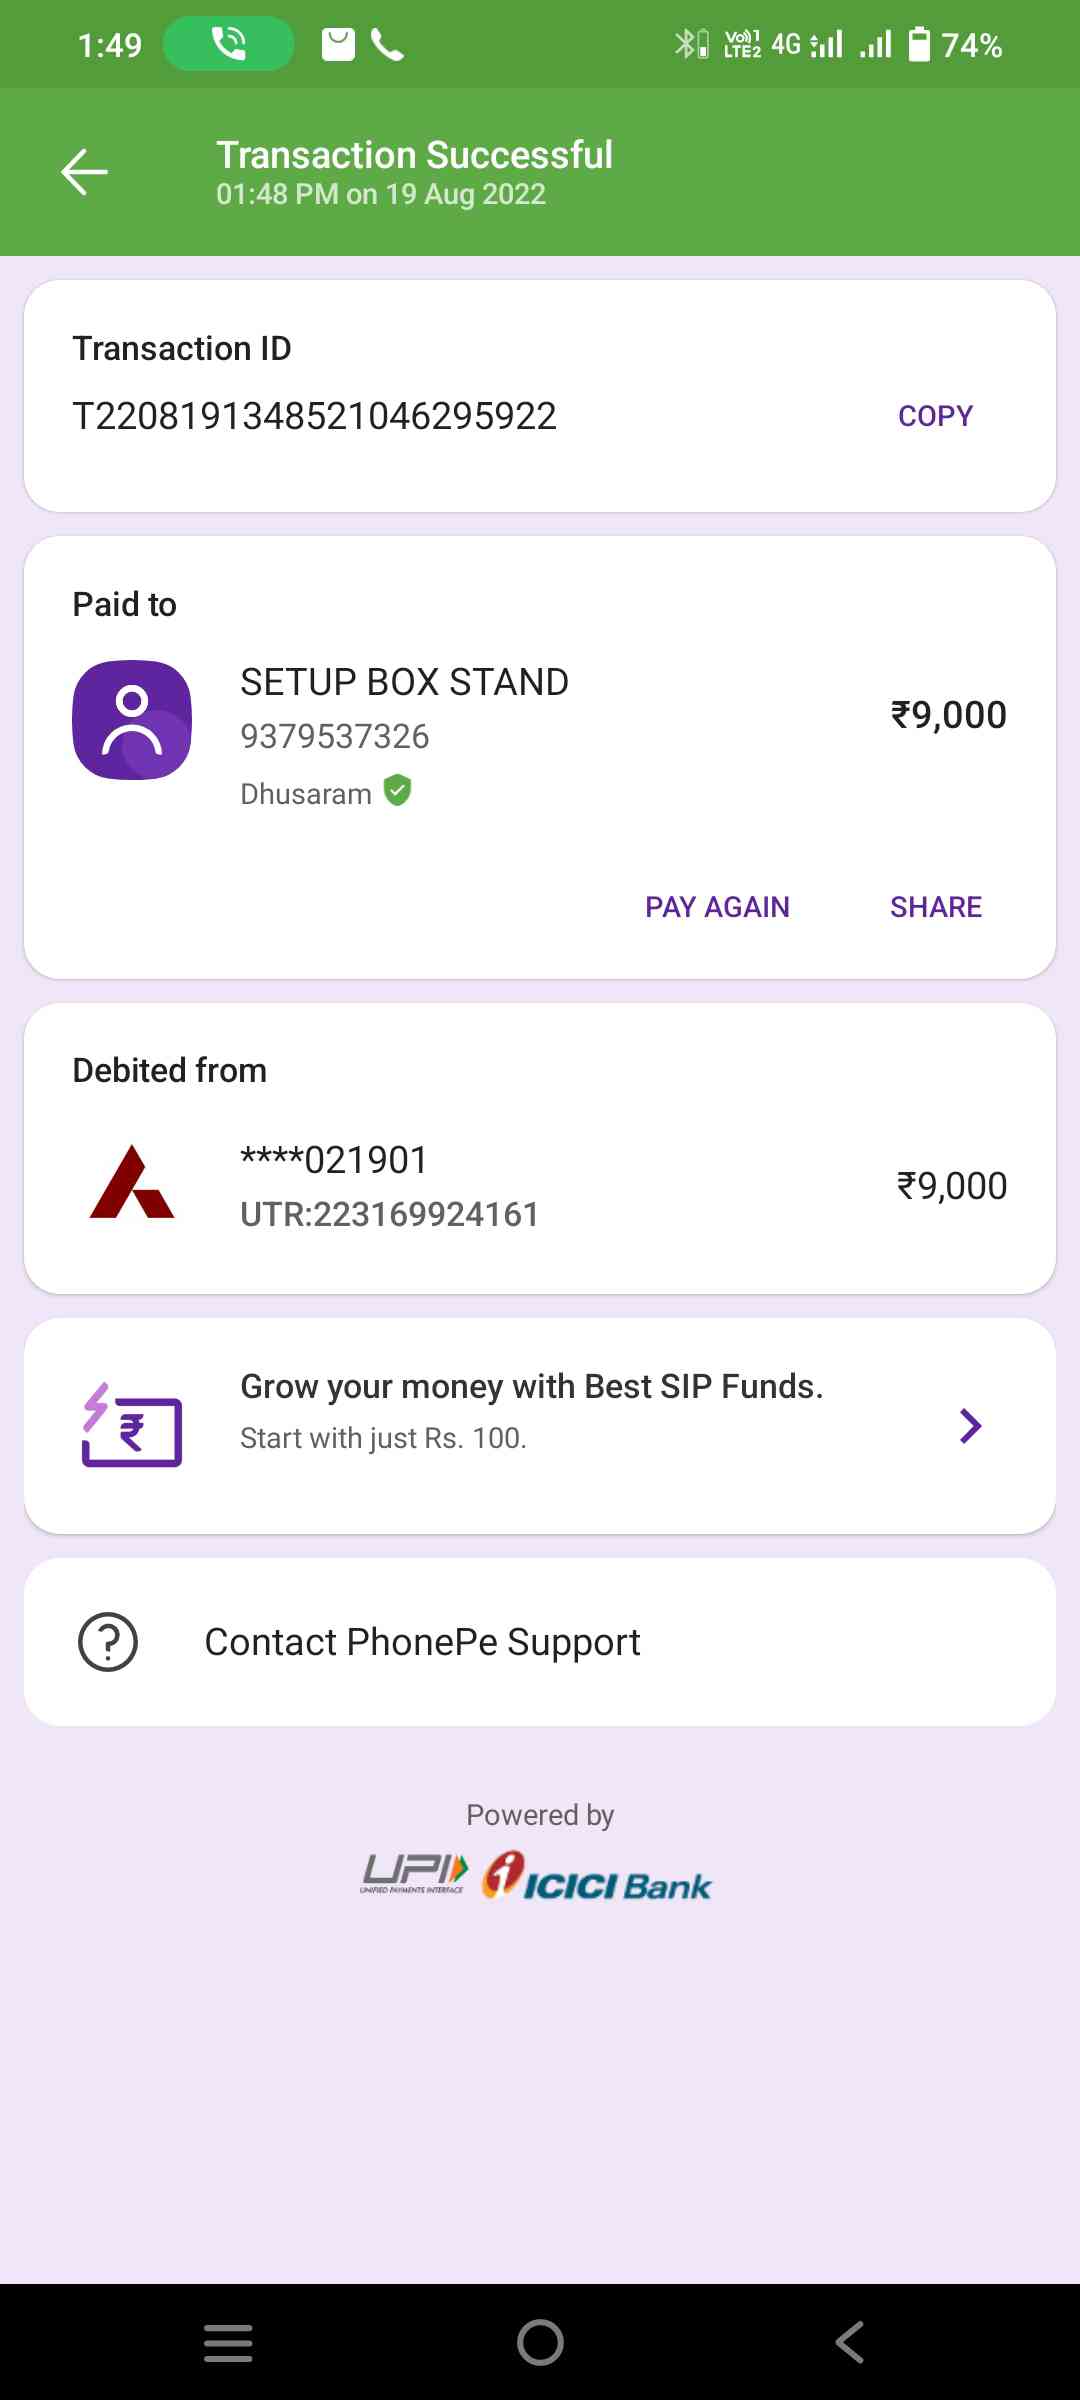 1:49
Vo)) 1
LTE2
4G
74%
Transaction Successful
01:48 PM on 19 Aug 2022
Transaction ID
T2208191348521046295922
COPY
Paid to
SETUP BOX STAND
9379537326
₹9,000
Dhusaram
PAY AGAIN
SHARE
Debited from
****021901
₹9,000
UTR:223169924161
Grow your money with Best SIP Funds.
Start with just Rs. 100.
Contact PhonePe Support
Powered by
UPI
UNIFIED PAYMENTS INTERFACE
ICICI Bank